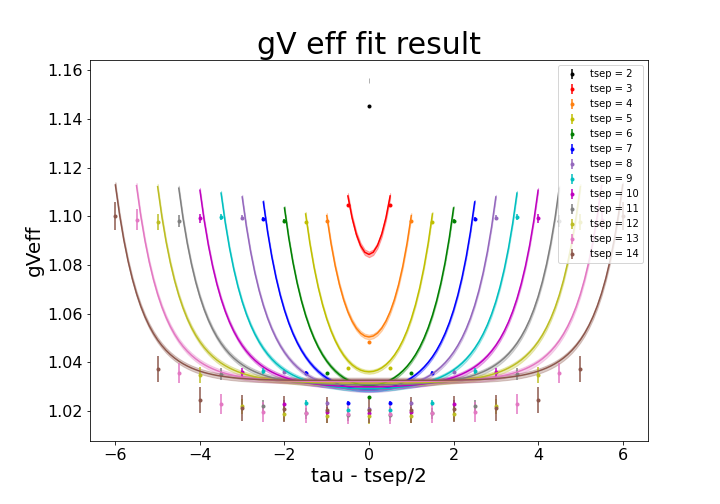 gV eff fit result
1.16
1.14
1.12
1.10
1.08
1.06
1.04
1.02
gVeff
−6
−4
−2
0
2
4
6
tau - tsep/2
tsep = 2
tsep = 3
tsep = 4
tsep = 5
tsep = 6
tsep = 7
tsep = 8
tsep = 9
tsep = 10
tsep = 11
tsep = 12
tsep = 13
tsep = 14